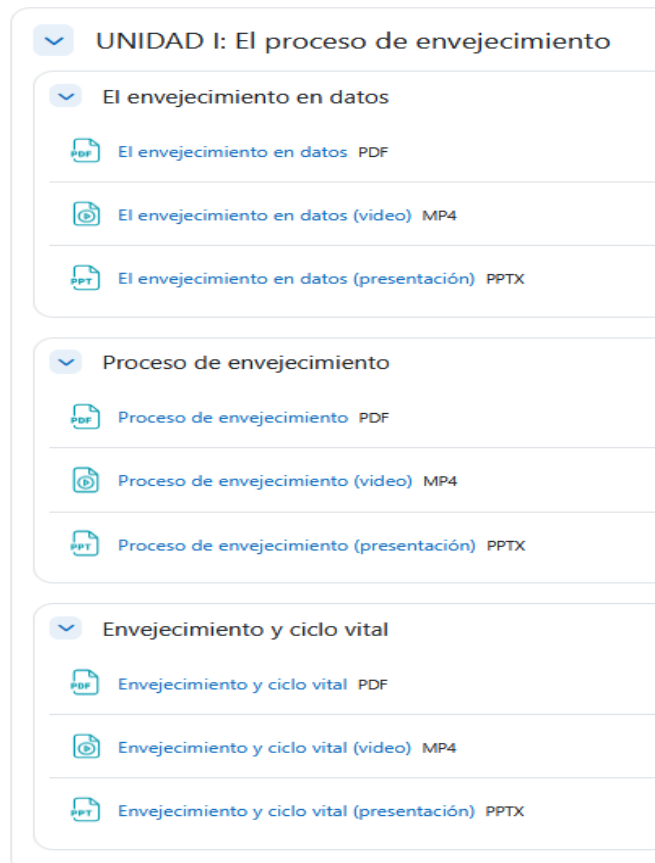 UNIDAD I: El proceso de envejecimiento
El envejecimiento en datos
PDF El envejecimiento en datos PDF
El envejecimiento en datos (video) MP4
PPT El envejecimiento en datos (presentación) PPTX
Proceso de envejecimiento
PDF Proceso de envejecimiento PDF
Proceso de envejecimiento (video) MP4
PPT Proceso de envejecimiento (presentación) PPTX
Envejecimiento y ciclo vital
PDF Envejecimiento y ciclo vital PDF
Envejecimiento y ciclo vital (video) MP4
PPT Envejecimiento y ciclo vital (presentación) PPTX